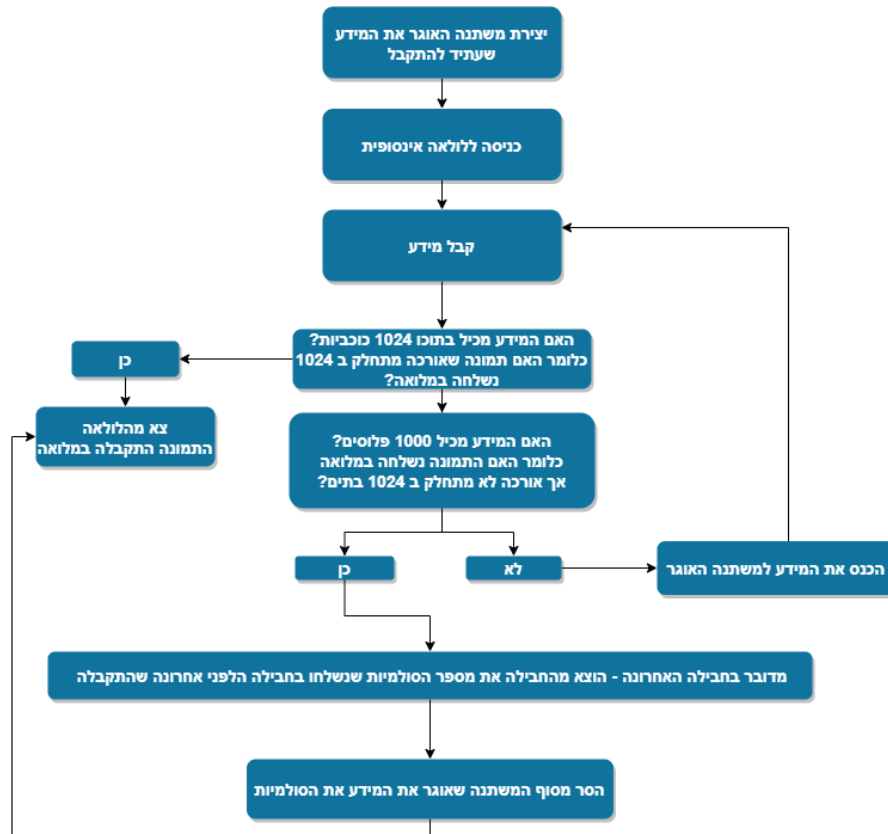 יצירת משתנה האוגר את המידע
שעתיד להתקבל
כניסה ללולאה אינסופית
קבל מידע
האם המידע מכיל בתוכו 1024 כוכביות?
כלומר האם תמונה שאורכה מתחלק ב 1024
נשלחה במלואה?
כן
צא מהלולאה
התמונה התקבלה במלואה
האם המידע מכיל 1000 פלוסים?
כלומר האם התמונה נשלחה במלואה
אך אורכה לא מתחלק ב 1024 בתים?
כן
לא
הכנס את המידע למשתנה האוגר
מדובר בחבילה האחרונה - הוצא מהחבילה את מספר הסולמיות שנשלחו בחבילה הלפני אחרונה שהתקבלה
הסר מסוף המשתנה שאוגר את המידע את הסולמיות